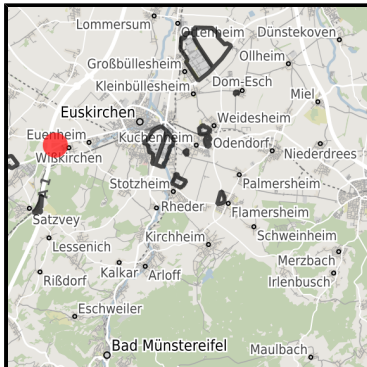 Lommersum
Ottenheim
Dünstekoven
Großbüllesheim
Ollheim
Kleinbüllesheim
Dom-Esch
Miel
Euskirchen
Weidesheim
Euenheim
Kuchenheim
Odendorf
Wißkirchen
Niederdrees
Stotzheim
Palmersheim
Rheder
Flamersheim
Satzvey
Schweinheim
Lessenich
Kirchheim
Merzbach
Kalkar
Arloff
Rißdorf
Irlenbusch
Eschweiler
Bad Münstereifel
Maulbach